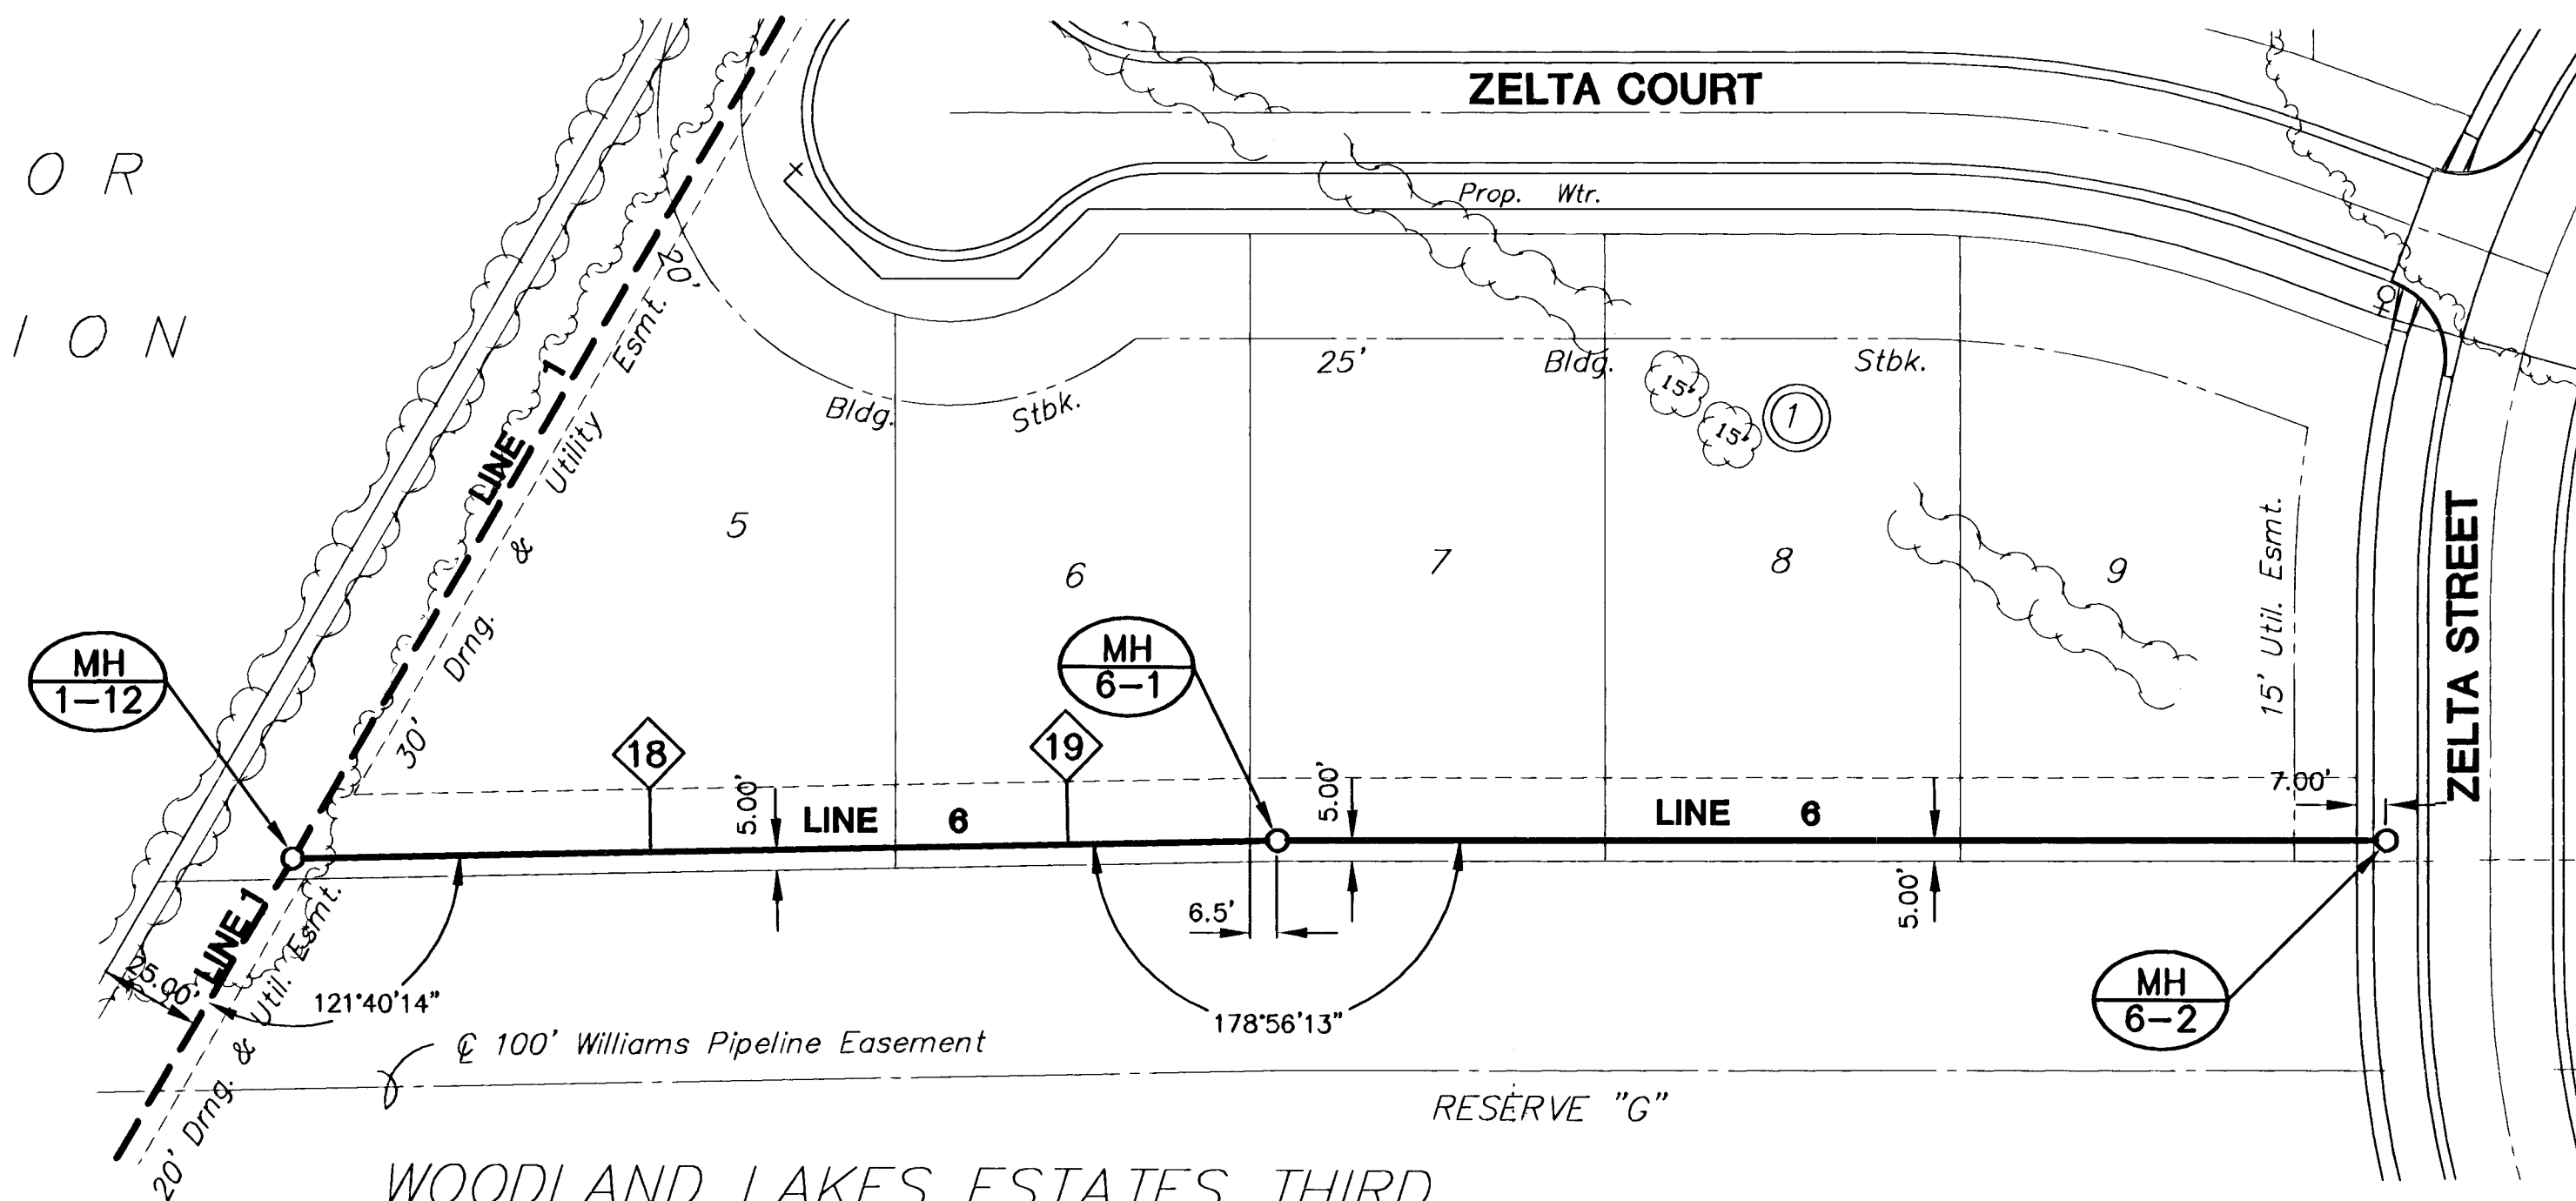 ZELTA COURT
O R
Prop. Wtr.
20'
Esmt.
I O N
25' Bldg. Stbk.
LINE 1
Bldg. Stbk.
15'
15'
1
Utility
&
Drng.
30'
5
6
7
8
9
15' Util. Esmt.
ZELTA STREET
MH
1-12
MH
6-1
18
19
5.00'
LINE 6
5.00'
LINE 6
7.00'
LINE 1
6.5'
5.00'
25.00'
20' Drng. & Util. Esmt.
121°40'14"
178°56'13"
MH
6-2
℄ 100' Williams Pipeline Easement
RESERVE "G"
WOODLAND LAKES ESTATES THIRD